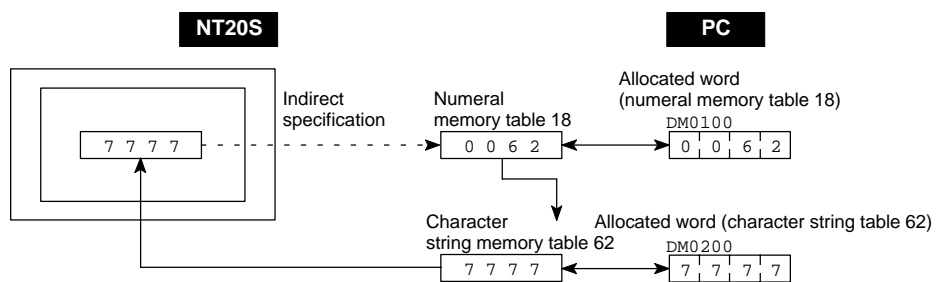 NT20S
PC
Indirect
specification
Numeral
memory table 18
Allocated word
(numeral memory table 18)
DM0100
7 7 7 7
0 0 6 2
0 0 6 2
Character
string memory table 62
Allocated word (character string table 62)
DM0200
7 7 7 7
7 7 7 7